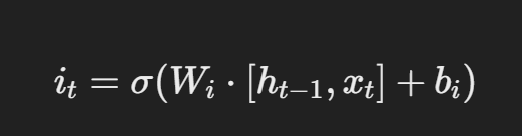 i_t = σ(W_i · [h_{t−1}, x_t] + b_i)